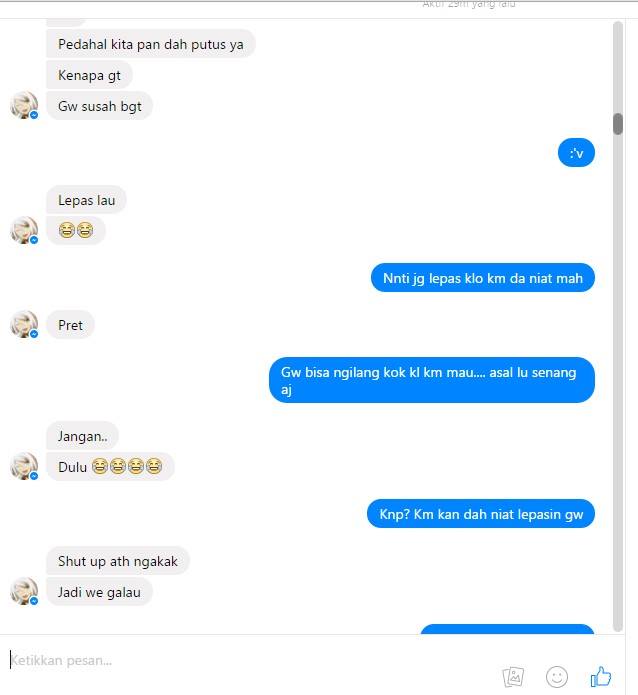 Aktif 29m yang lalu
Pedahal kita pan dah putus ya
Kenapa gt
Gw susah bgt
:'v
Lepas lau
😂😂
Nnti jg lepas klo km da niat mah
Pret
Gw bisa ngilang kok kl km mau.... asal lu senang
aj
Jangan..
Dulu 😂😂😂😂
Knp? Km kan dah niat lepasin gw
Shut up ath ngakak
Jadi we galau
Ketikkan pesan...